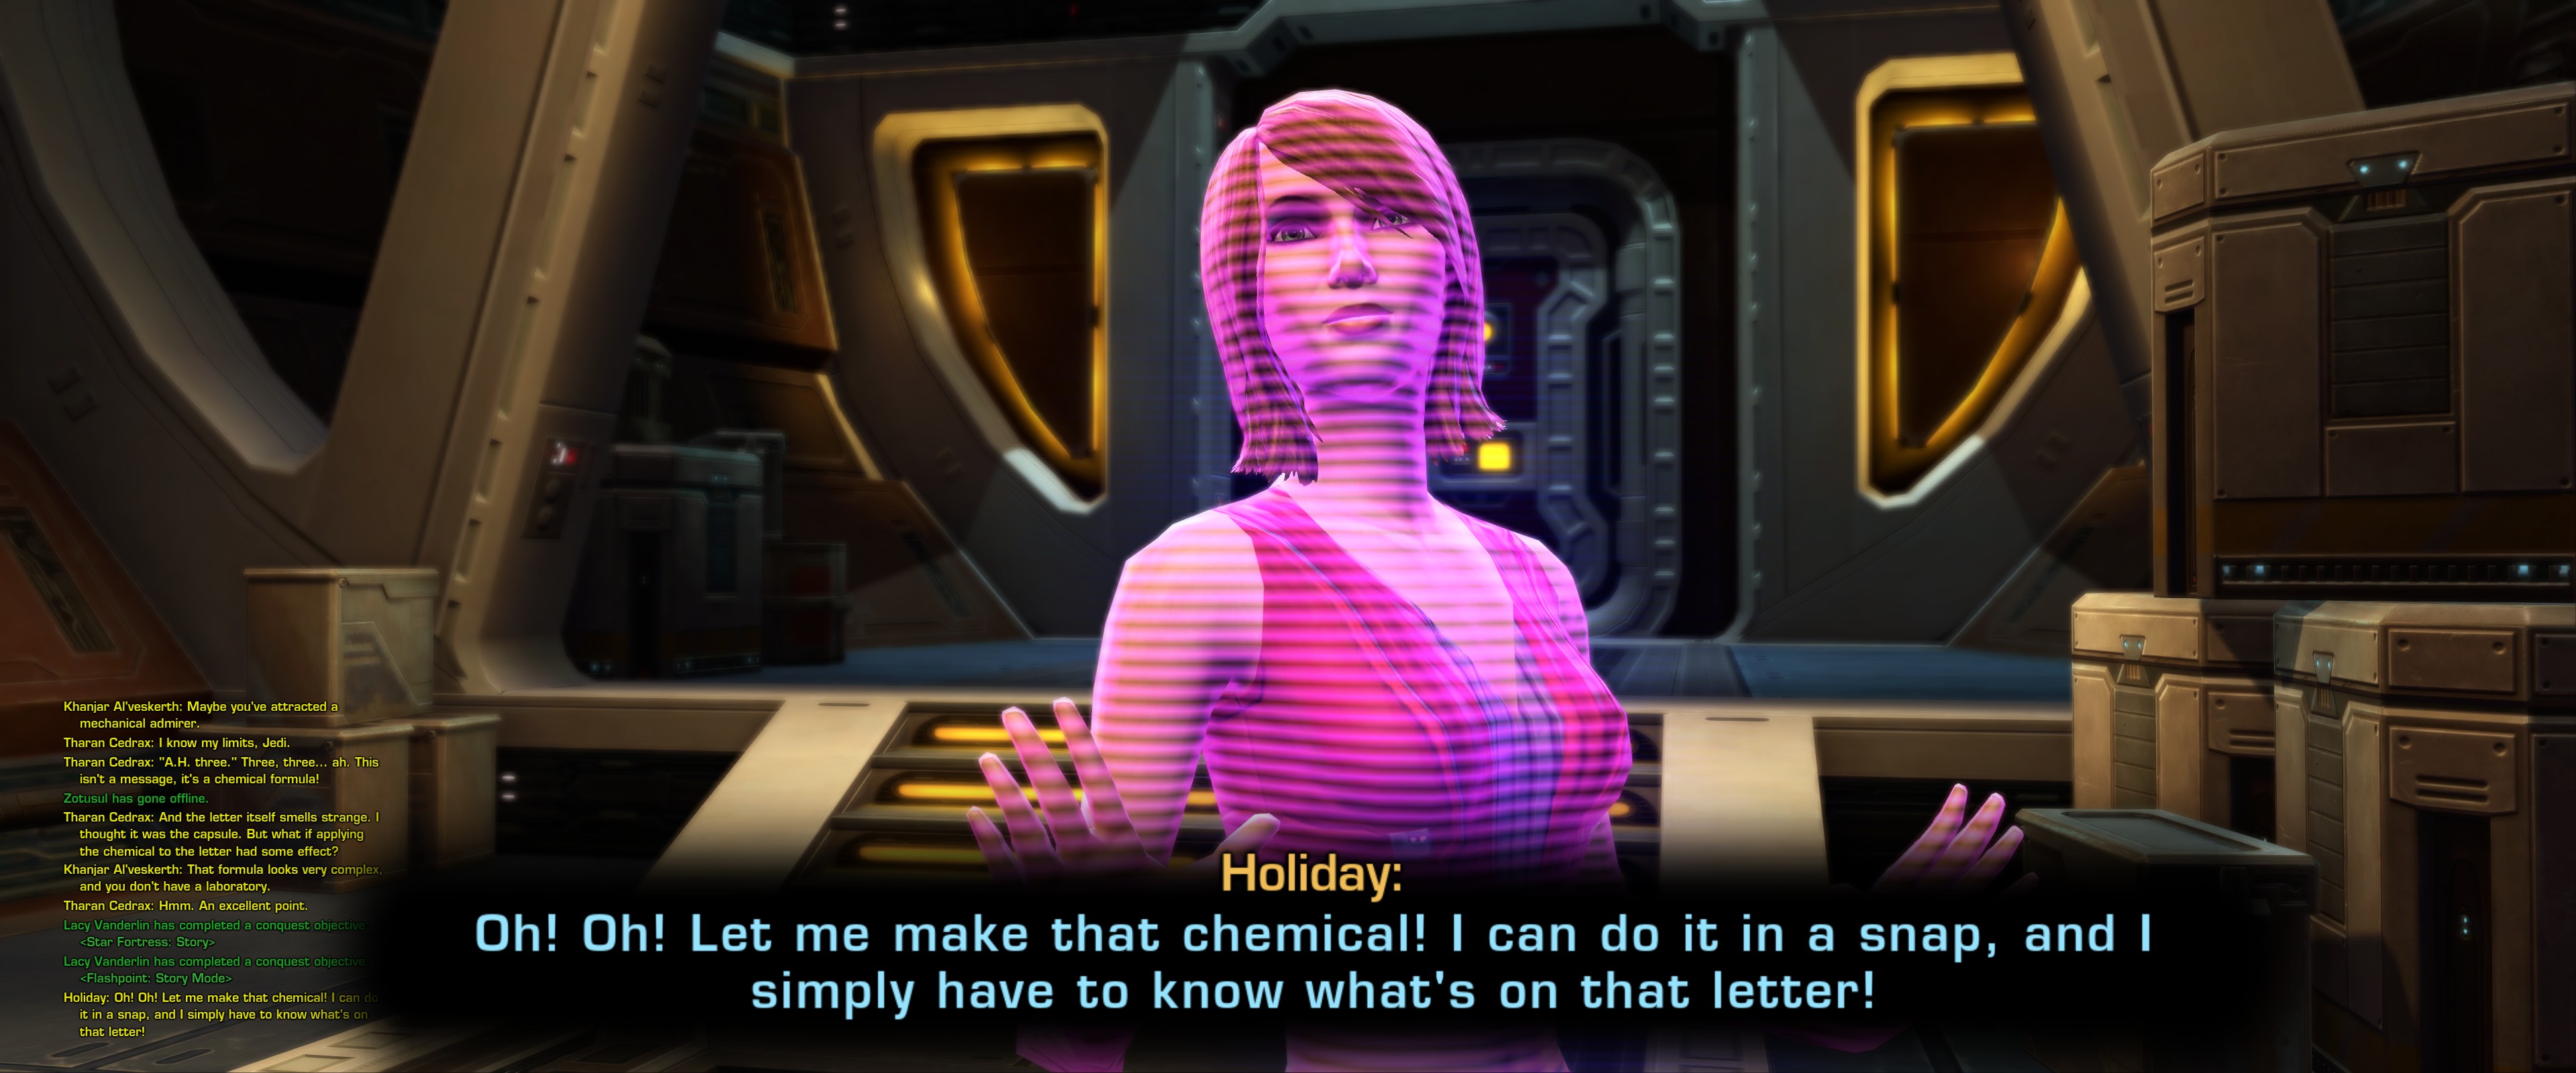 Khanjar Al'veskerth: Maybe you've attracted a
mechanical admirer.
Tharan Cedrax: I know my limits, Jedi.
Tharan Cedrax: "A.H. three." Three, three... ah. This
isn't a message, it's a chemical formula!
Zotusul has gone offline.
Tharan Cedrax: And the letter itself smells strange. I
thought it was the capsule. But what if applying
the chemical to the letter had some effect?
Khanjar Al'veskerth: That formula looks very complex,
and you don't have a laboratory.
Tharan Cedrax: Hmm. An excellent point.
Lacy Vanderlin has completed a conquest objective:
<Star Fortress: Story>
Lacy Vanderlin has completed a conquest objective:
<Flashpoint: Story Mode>
Holiday: Oh! Oh! Let me make that chemical! I can do
it in a snap, and I simply have to know what's on
that letter!
Holiday:
Oh! Oh! Let me make that chemical! I can do it in a snap, and I
simply have to know what's on that letter!